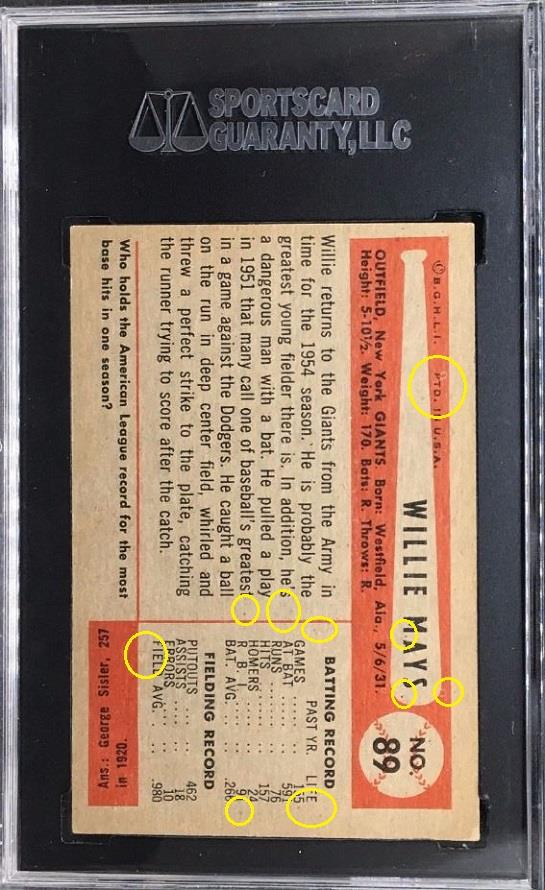 SPORTSCARD
GUARANTY, LLC
© B.G.H.L.I. PTD. IN U.S.A.
WILLIE MAYS
NO.
89
OUTFIELD, New York GIANTS. Born: Westfield, Ala., 5/6/31.
Height: 5-10½. Weight: 170. Bats: R. Throws: R.
Willie returns to the Giants from the Army in
time for the 1954 season. He is probably the
greatest young fielder there is. In addition, he's
a dangerous man with a bat. He pulled a play
in 1951 that many call one of baseball's greatest
in a game against the Dodgers. He caught a ball
on the run in deep center field, whirled and
threw a perfect strike to the plate, catching
the runner trying to score after the catch.
BATTING RECORD
PAST YR. LIFE
GAMES ......
AT BAT ......
RUNS ...... 76
HITS ...... 157
HOMERS ...... 24
R. B. I. ......
BAT. AVG. .. .266
FIELDING RECORD
PUTOUTS .. 462
ASSISTS .. 18
ERRORS .. 10
FIELD. AVG. .. .980
Who holds the American League record for the most
base hits in one season?
Ans: George Sisler, 257
in 1920.